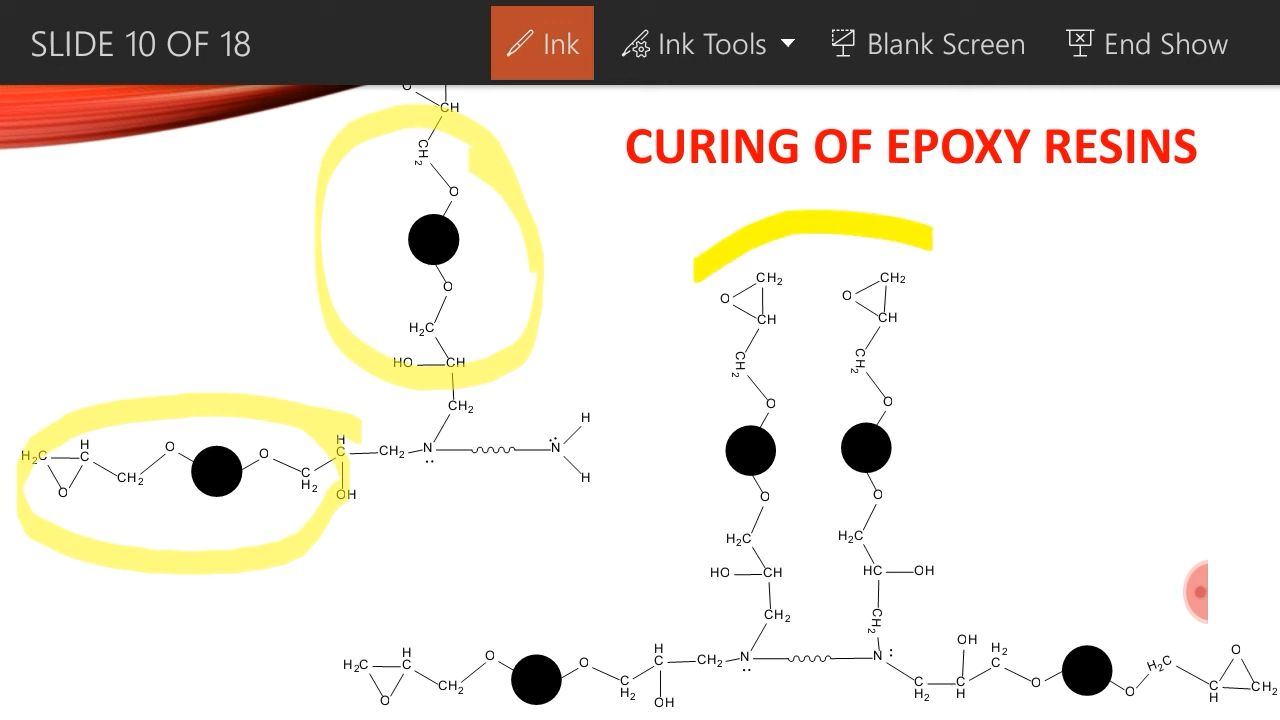 SLIDE 10 OF 18
Ink
Ink Tools
Blank Screen
End Show
CURING OF EPOXY RESINS
CH
CH2
O
O
H2C
HO CH
CH2
H2C H O CH2 O O C H2 H OH CH2 N N H H
O CH2 CH CH2 O O H2C HO CH CH2
O CH2 CH CH2 O O H2C HC OH CH2
H2C H O CH2 O O C H2 H OH CH2 N N C H2 OH H H2 C O O H2C H O CH2